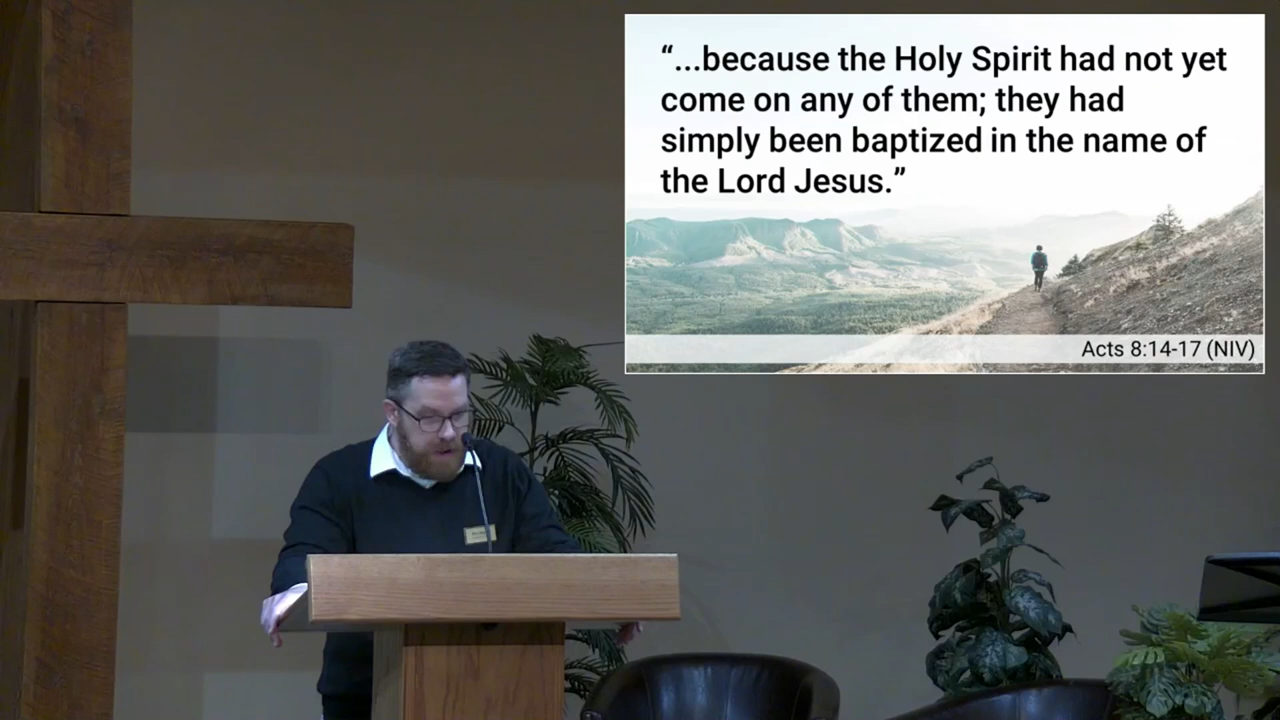 “...because the Holy Spirit had not yet
come on any of them; they had
simply been baptized in the name of
the Lord Jesus.”
Acts 8:14-17 (NIV)